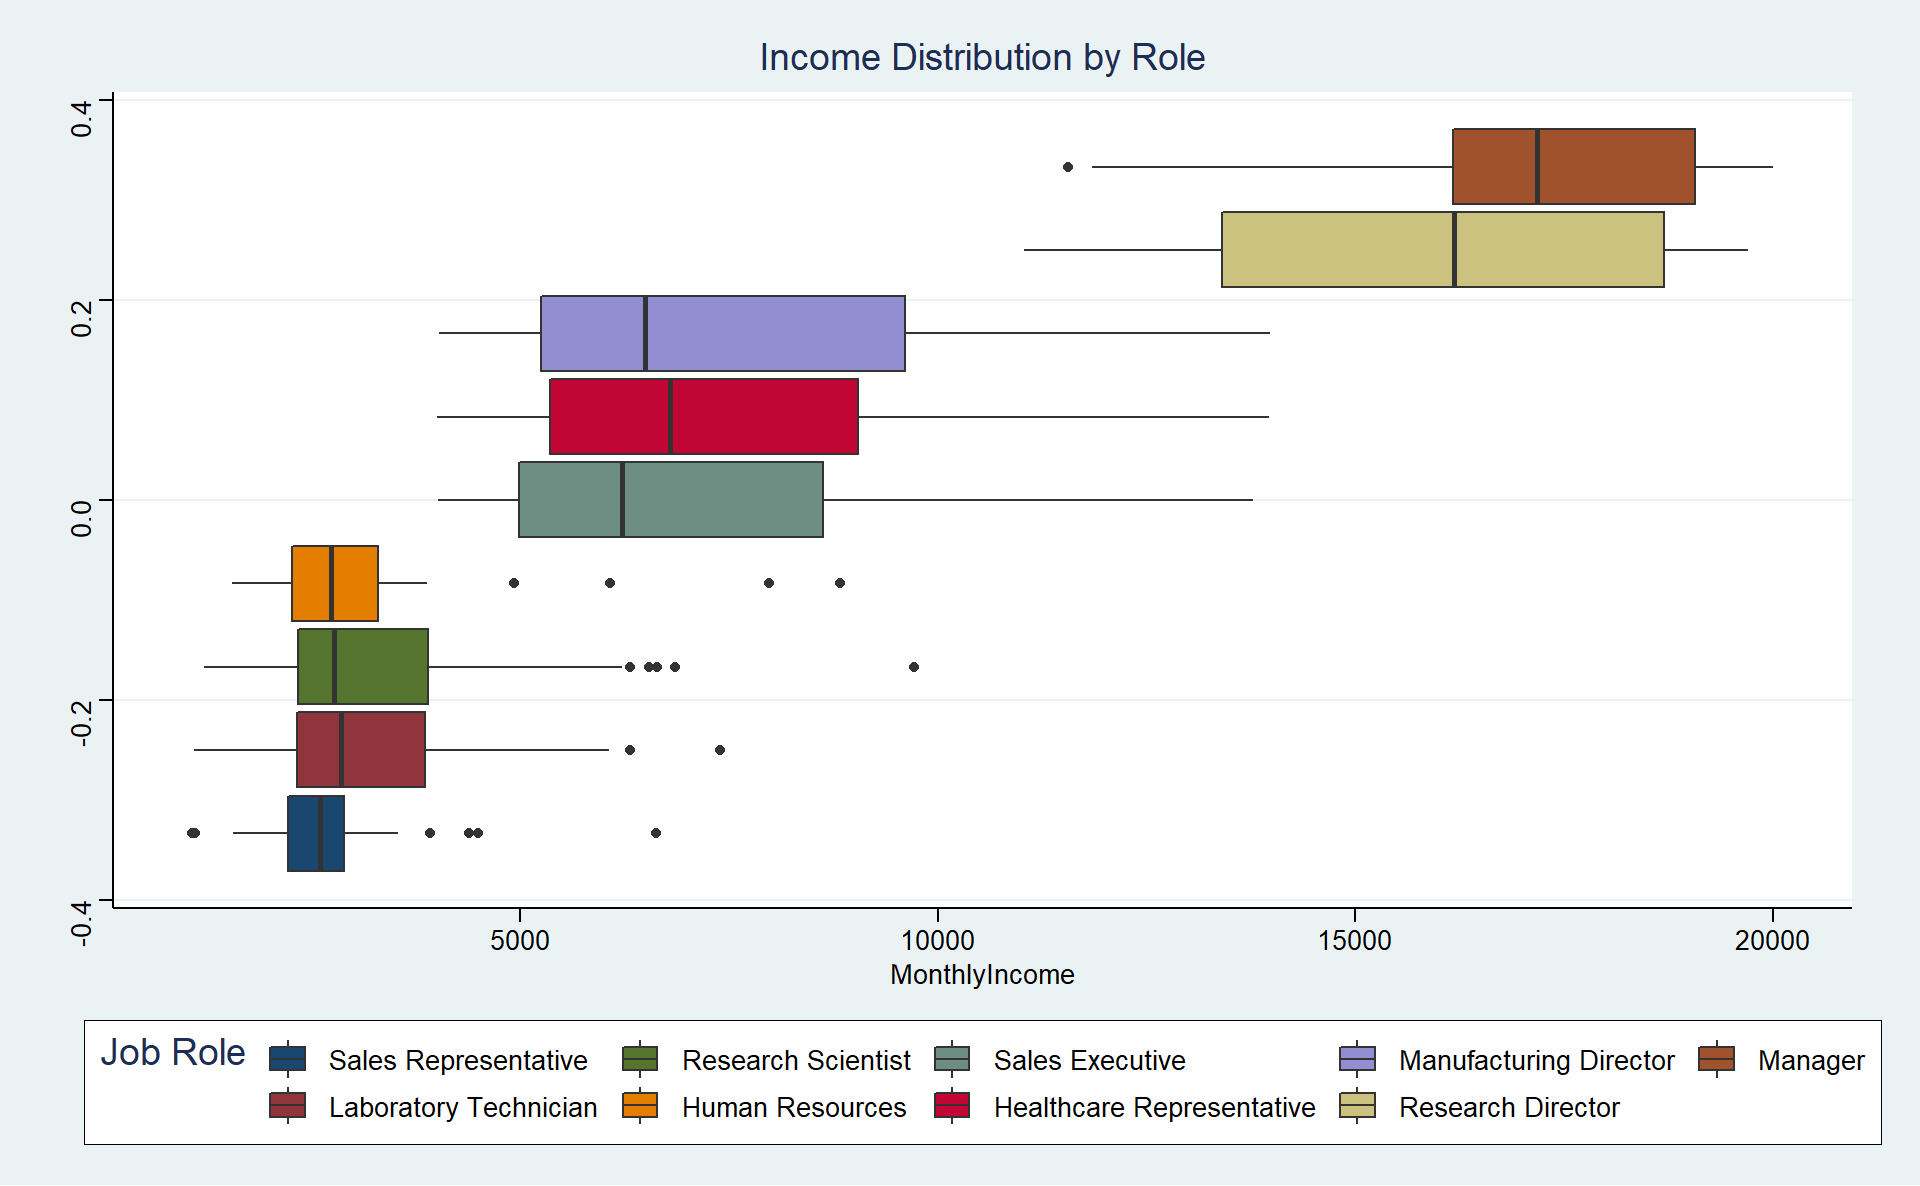 Income Distribution by Role
0.4
0.2
0.0
-0.2
-0.4
5000 10000 15000 20000
MonthlyIncome
Job Role
Sales Representative Research Scientist Sales Executive Manufacturing Director Manager
Laboratory Technician Human Resources Healthcare Representative Research Director